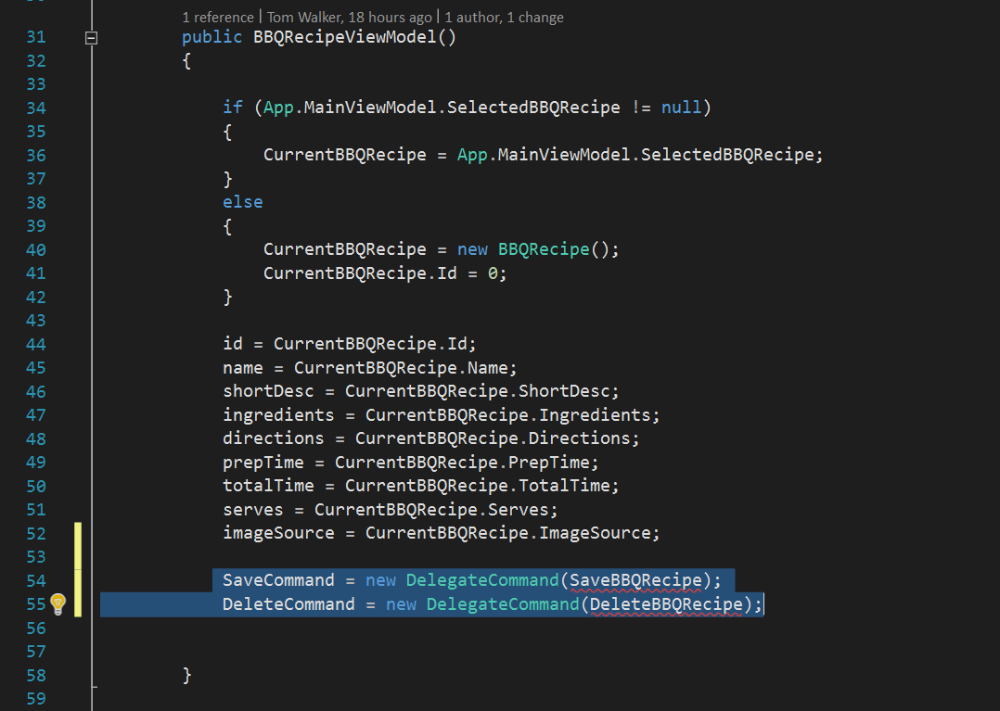 1 reference | Tom Walker, 18 hours ago | 1 author, 1 change
31 public BBQRecipeViewModel()
32 {
33
34 if (App.MainViewModel.SelectedBBQRecipe != null)
35 {
36 CurrentBBQRecipe = App.MainViewModel.SelectedBBQRecipe;
37 }
38 else
39 {
40 CurrentBBQRecipe = new BBQRecipe();
41 CurrentBBQRecipe.Id = 0;
42 }
43
44 id = CurrentBBQRecipe.Id;
45 name = CurrentBBQRecipe.Name;
46 shortDesc = CurrentBBQRecipe.ShortDesc;
47 ingredients = CurrentBBQRecipe.Ingredients;
48 directions = CurrentBBQRecipe.Directions;
49 prepTime = CurrentBBQRecipe.PrepTime;
50 totalTime = CurrentBBQRecipe.TotalTime;
51 serves = CurrentBBQRecipe.Serves;
52 imageSource = CurrentBBQRecipe.ImageSource;
53
54 SaveCommand = new DelegateCommand(SaveBBQRecipe);
55 DeleteCommand = new DelegateCommand(DeleteBBQRecipe);
56
57
58 }
59